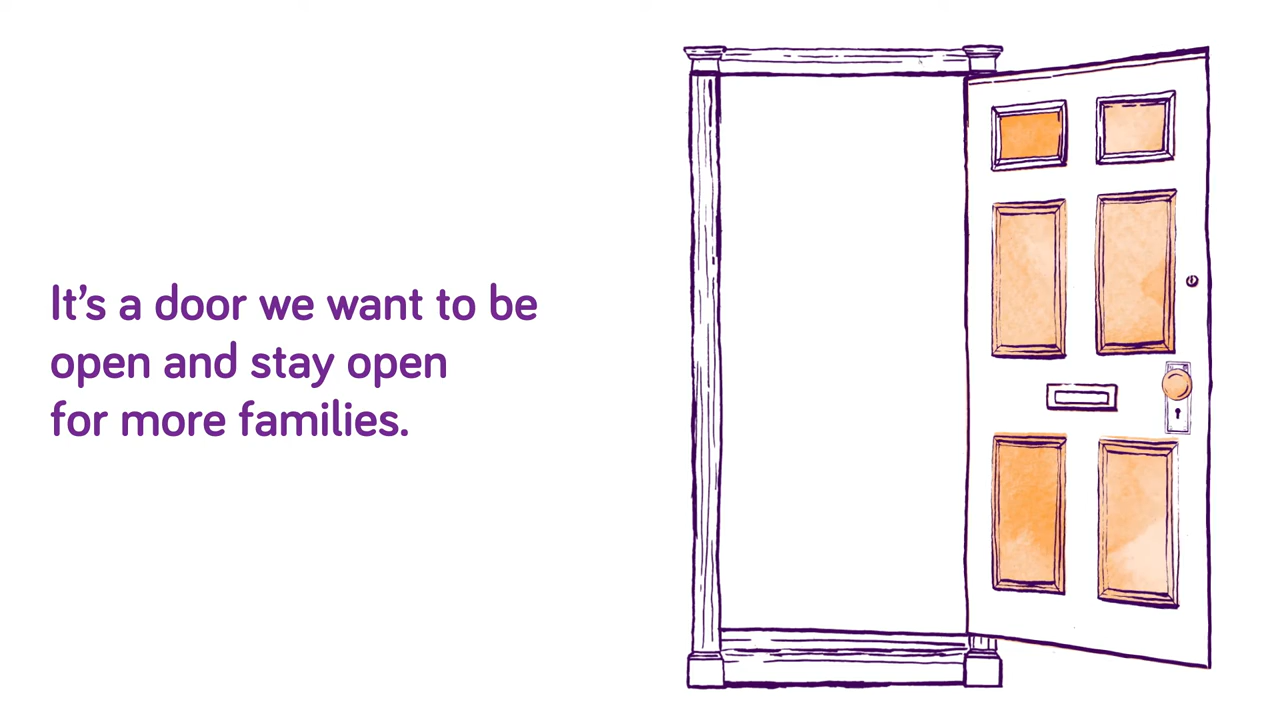 It’s a door we want to be
open and stay open
for more families.